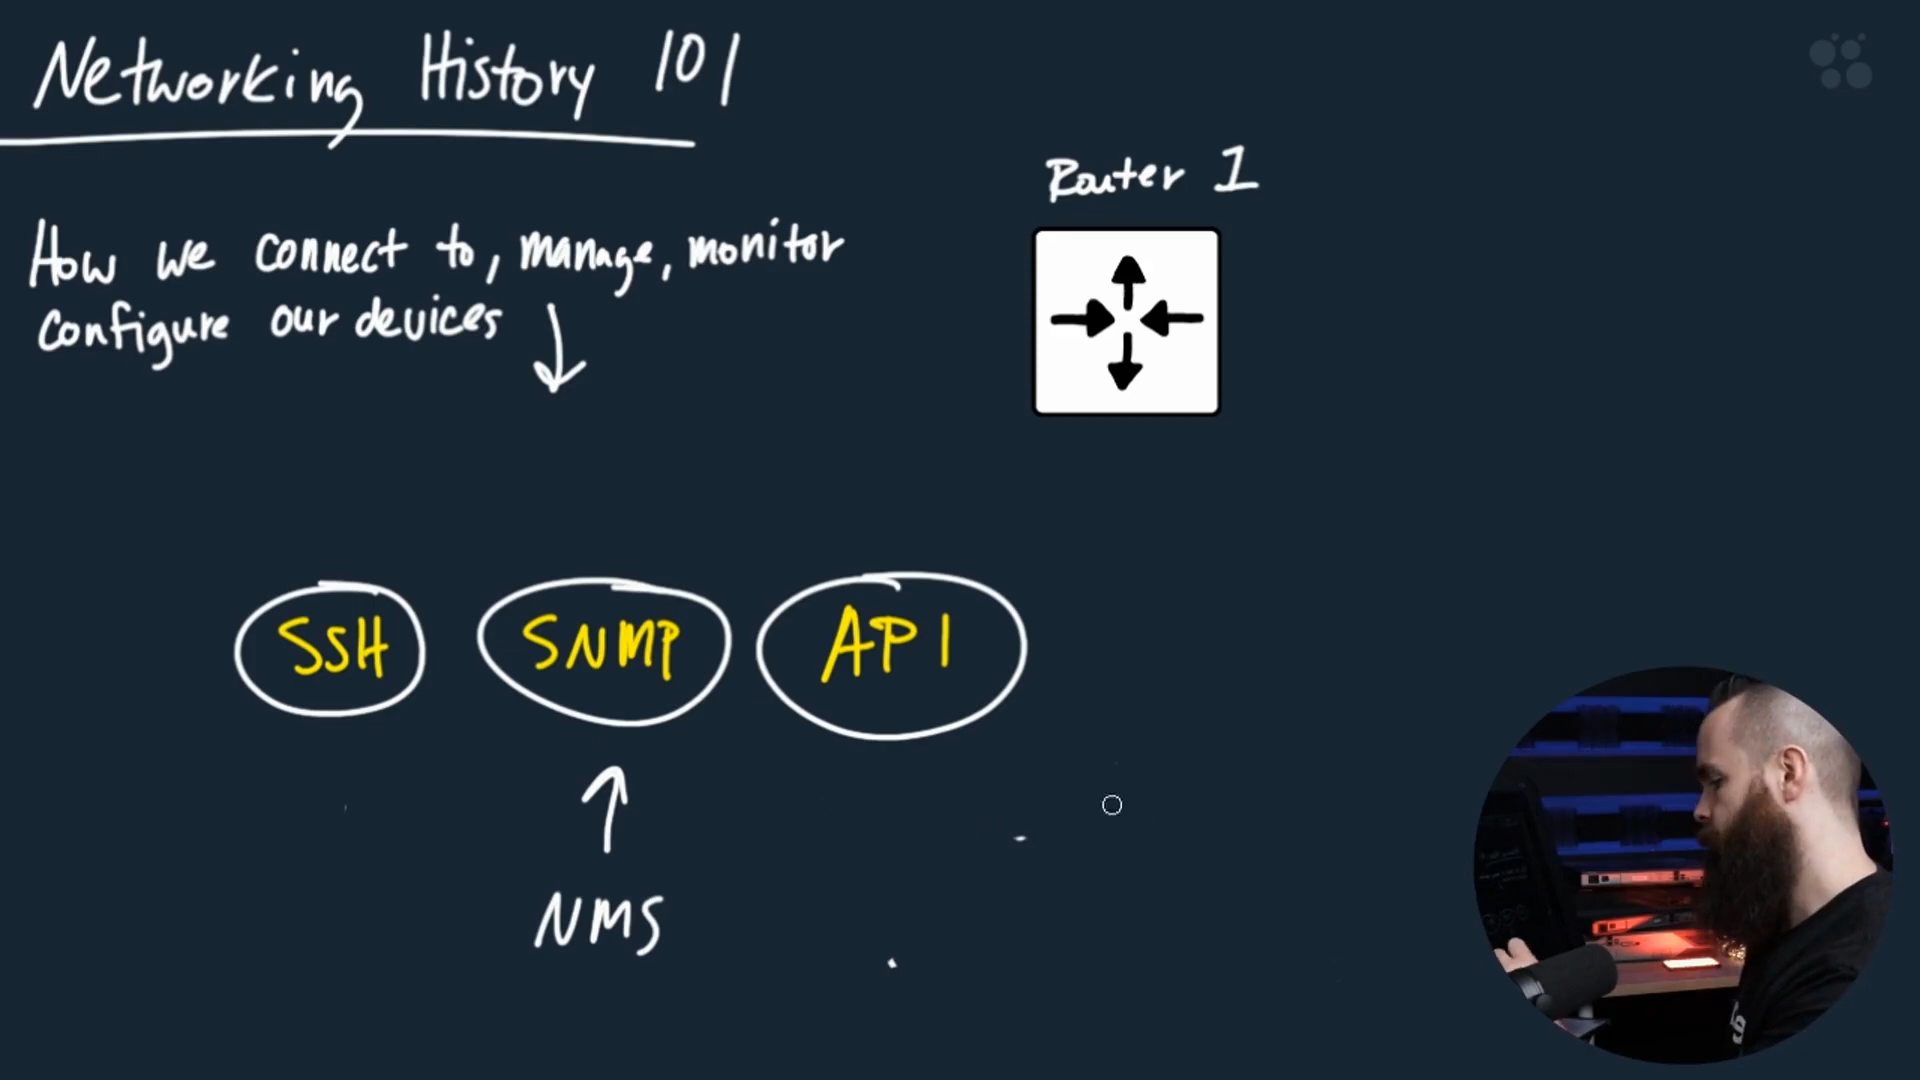 Networking History 101
How we connect to, manage, monitor
configure our devices
Router 1
SSH
SNMP
API
NMS